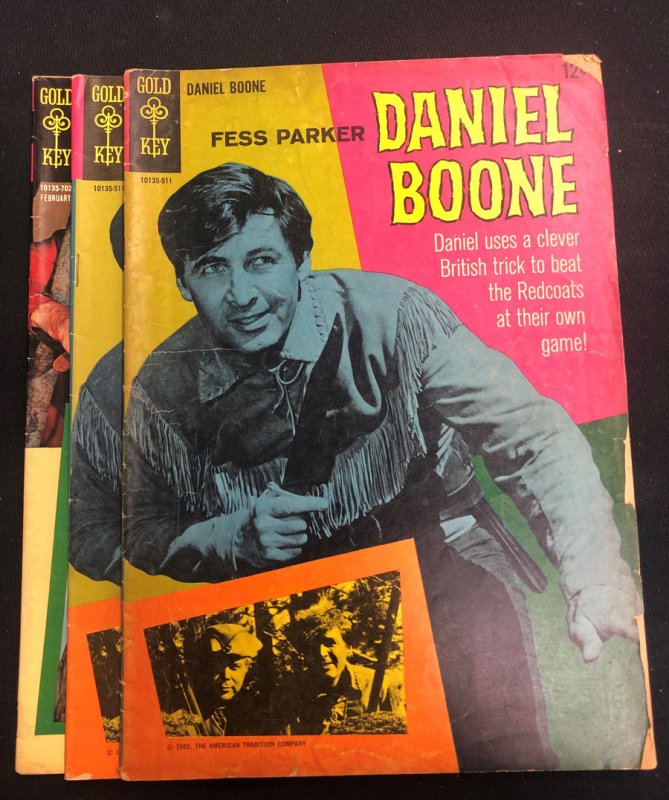 GOLD
KEY
10135-702
FEBRUARY
GOLD
KEY
10135-511
GOLD
KEY
10135-511
DANIEL BOONE
12¢
FESS PARKER
DANIEL
BOONE
Daniel uses a clever
British trick to beat
the Redcoats
at their own
game!
© 1
© 1965, THE AMERICAN TRADITION COMPANY